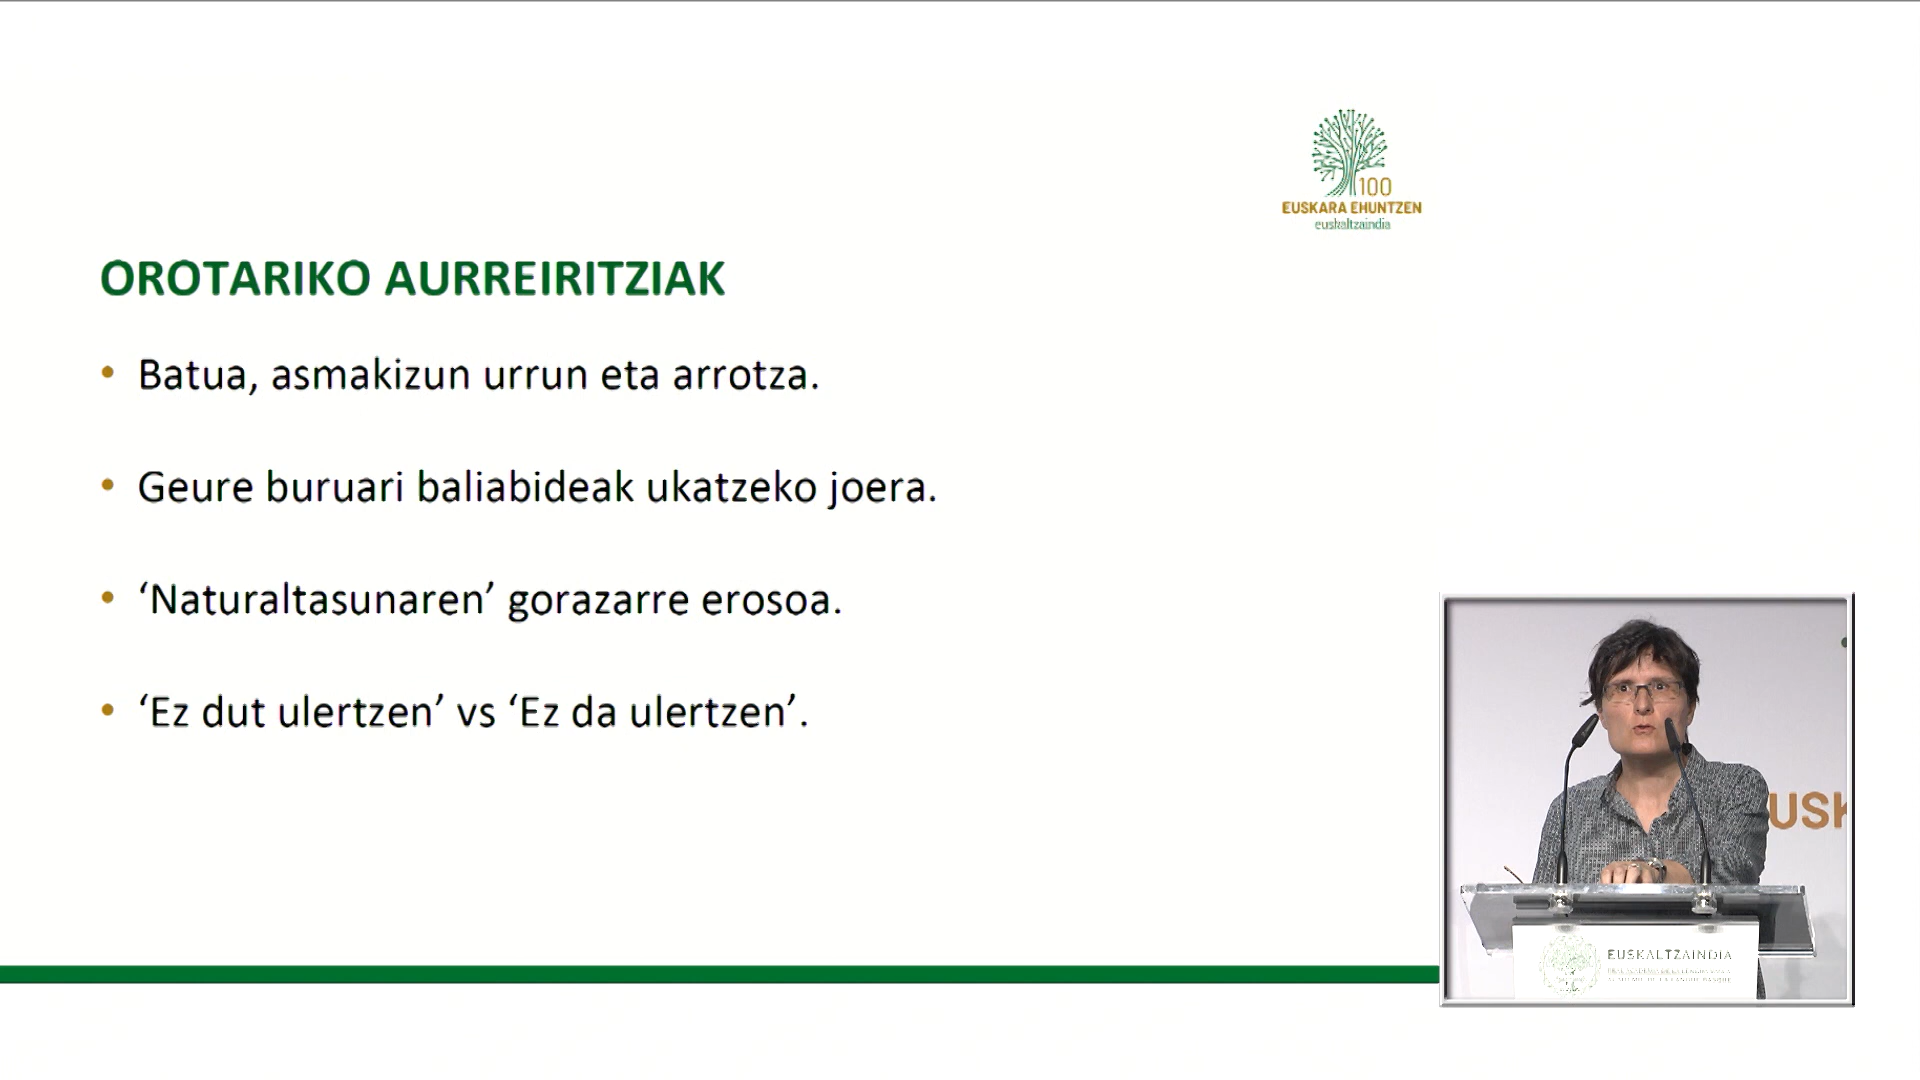 100
EUSKARA EHUNTZEN
euskaltzaindia
OROTARIKO AURREIRITZIAK
• Batua, asmakizun urrun eta arrotza.
• Geure buruari baliabideak ukatzeko joera.
• ‘Naturaltasunaren’ gorazarre erosoa.
• ‘Ez dut ulertzen’ vs ‘Ez da ulertzen’.
USK
EUSKALTZAINDIA